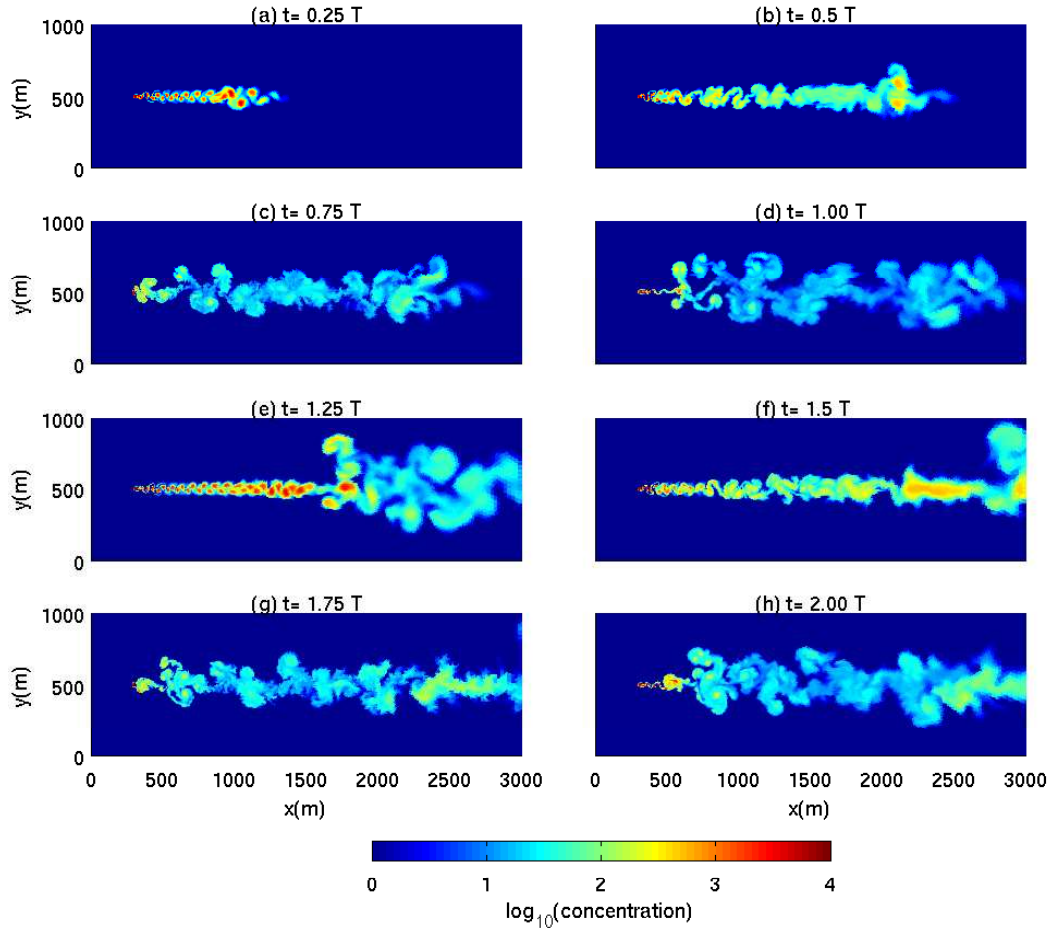 (a) t= 0.25 T
(b) t= 0.5 T
1000
500
0
y(m)
(c) t= 0.75 T
(d) t= 1.00 T
1000
500
0
y(m)
(e) t= 1.25 T
(f) t= 1.5 T
1000
500
0
y(m)
(g) t= 1.75 T
(h) t= 2.00 T
1000
500
0
y(m)
0 500 1000 1500 2000 2500 3000
0 500 1000 1500 2000 2500 3000
x(m)
x(m)
0 1 2 3 4
log10(concentration)